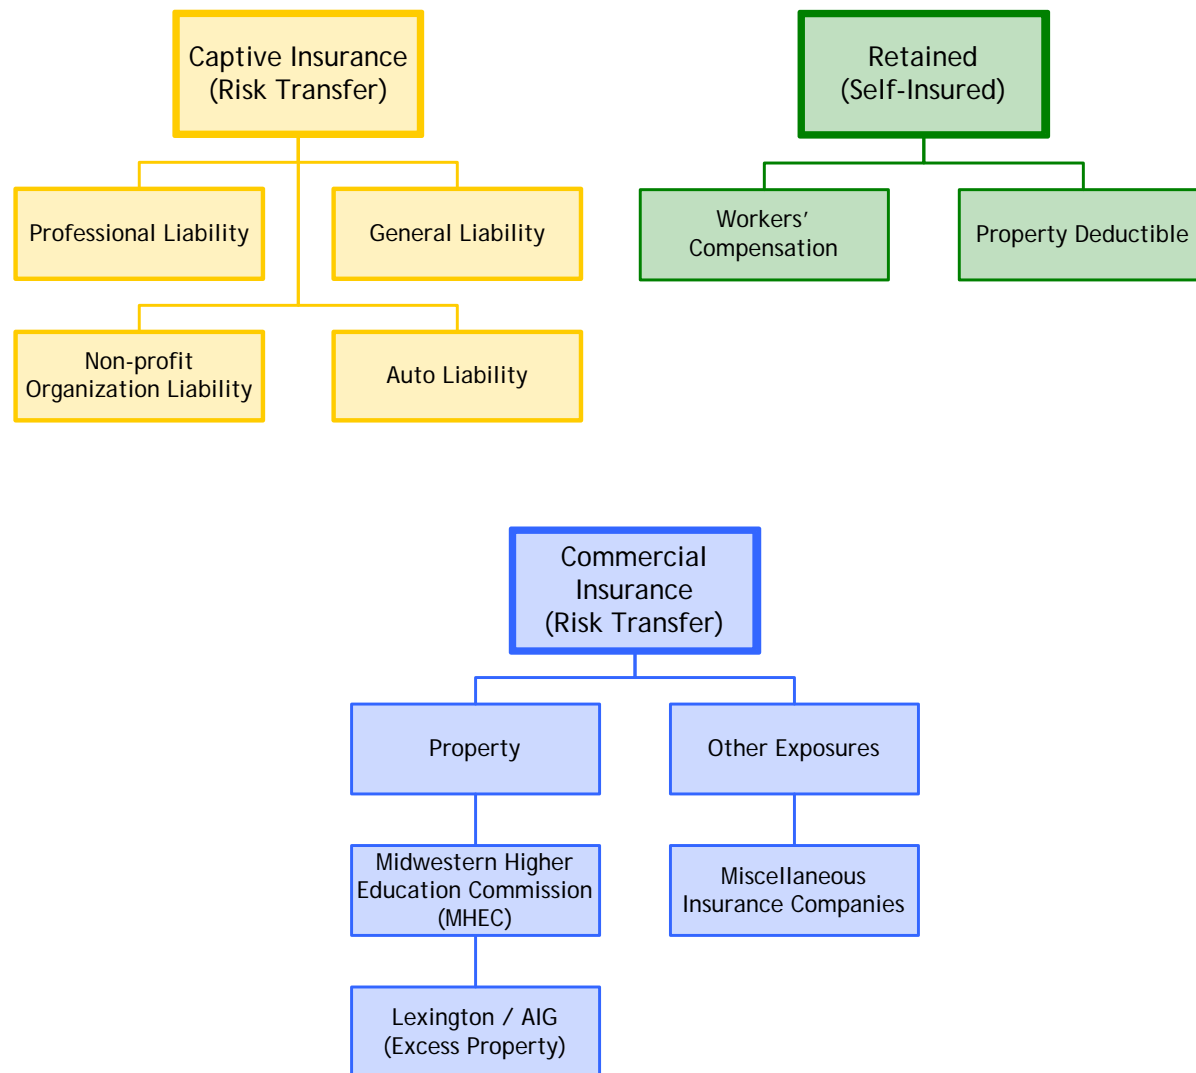 Captive Insurance
(Risk Transfer)
Professional Liability
General Liability
Non-profit
Organization Liability
Auto Liability
Retained
(Self-Insured)
Workers’
Compensation
Property Deductible
Commercial
Insurance
(Risk Transfer)
Property
Other Exposures
Midwestern Higher
Education Commission
(MHEC)
Miscellaneous
Insurance Companies
Lexington / AIG
(Excess Property)